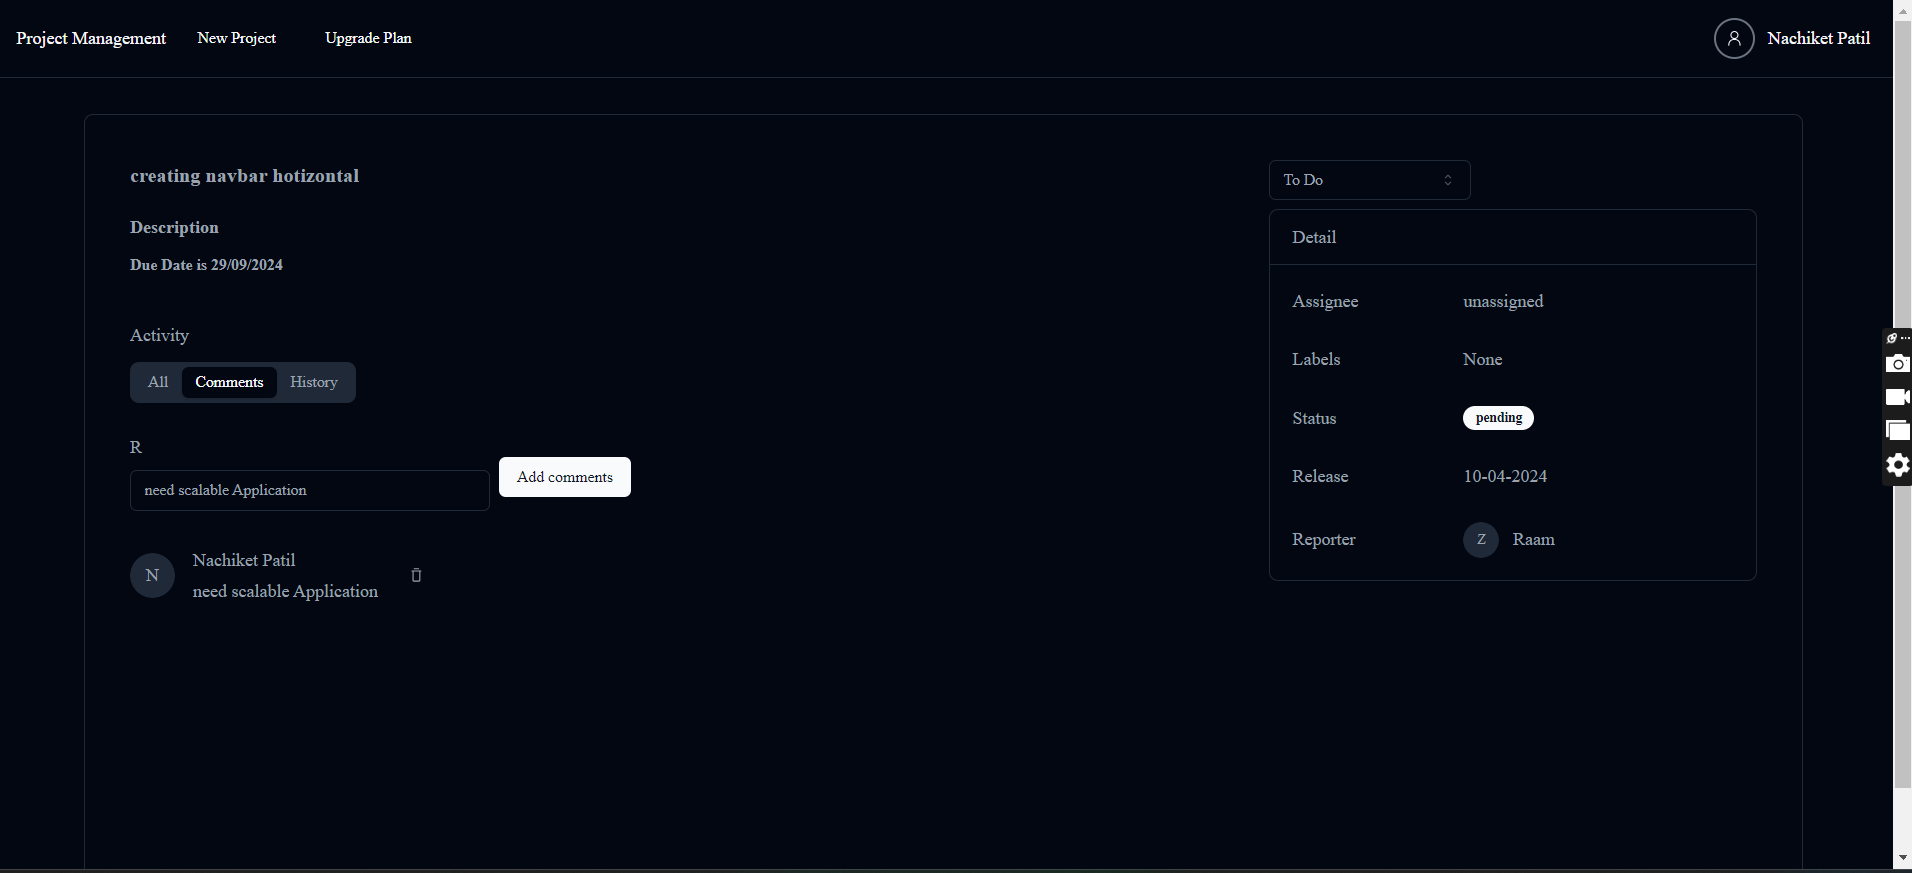 Project Management New Project Upgrade Plan Nachiket Patil
creating navbar hotizontal
Description
Due Date is 29/09/2024
Activity
All Comments History
R
need scalable Application Add comments
N Nachiket Patil
need scalable Application
To Do
Detail
Assignee unassigned
Labels None
Status pending
Release 10-04-2024
Reporter Z Raam